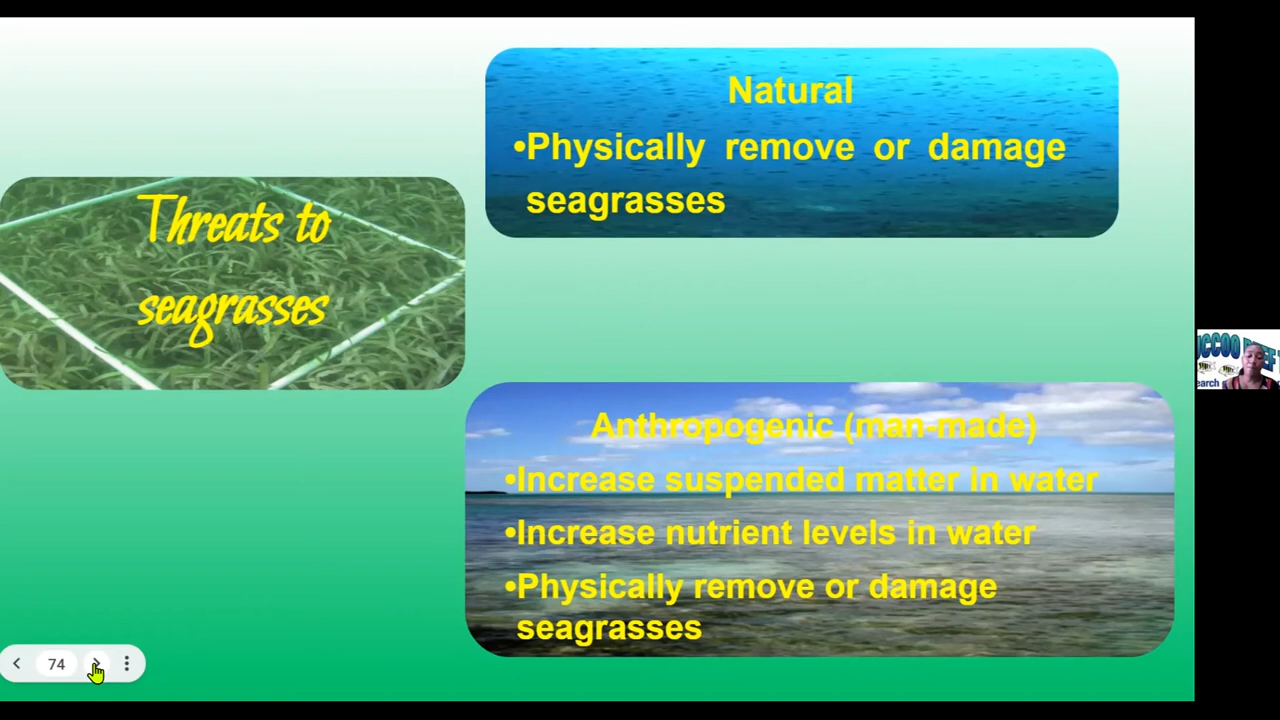 Threats to
seagrasses
Natural
•Physically remove or damage
seagrasses
Anthropogenic (man-made)
•Increase suspended matter in water
•Increase nutrient levels in water
•Physically remove or damage
seagrasses
74